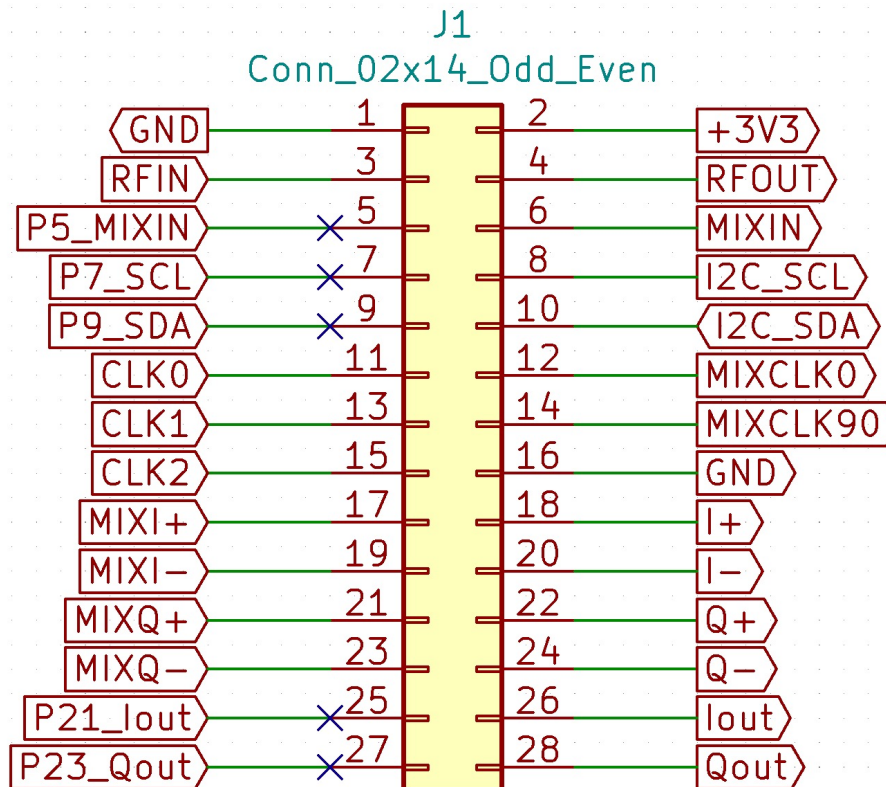 J1
Conn_02x14_Odd_Even
GND 1 2 +3V3
RFIN 3 4 RFOUT
P5_MIXIN 5 6 MIXIN
P7_SCL 7 8 I2C_SCL
P9_SDA 9 10 I2C_SDA
CLK0 11 12 MIXCLK0
CLK1 13 14 MIXCLK90
CLK2 15 16 GND
MIXI+ 17 18 I+
MIXI- 19 20 I-
MIXQ+ 21 22 Q+
MIXQ- 23 24 Q-
P21_Iout 25 26 Iout
P23_Qout 27 28 Qout